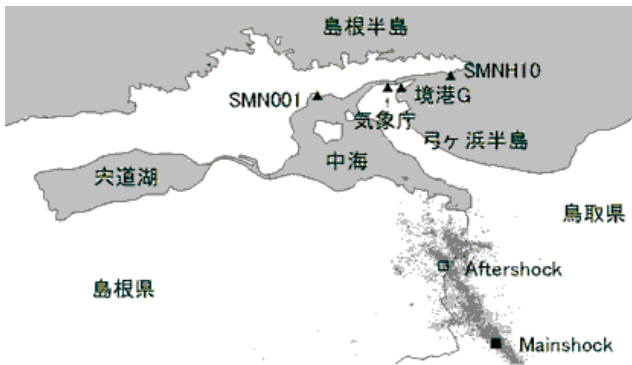 島根半島
SMNH10
SMN001
境港G
↑
気象庁
弓ヶ浜半島
中海
宍道湖
鳥取県
Aftershock
島根県
Mainshock